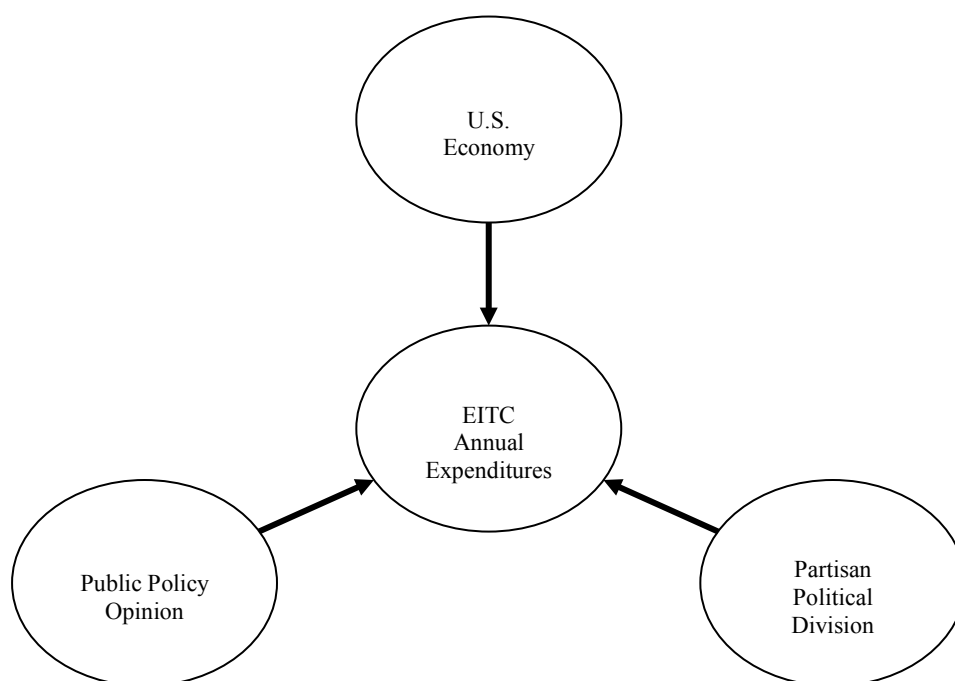 U.S.
Economy
EITC
Annual
Expenditures
Public Policy
Opinion
Partisan
Political
Division